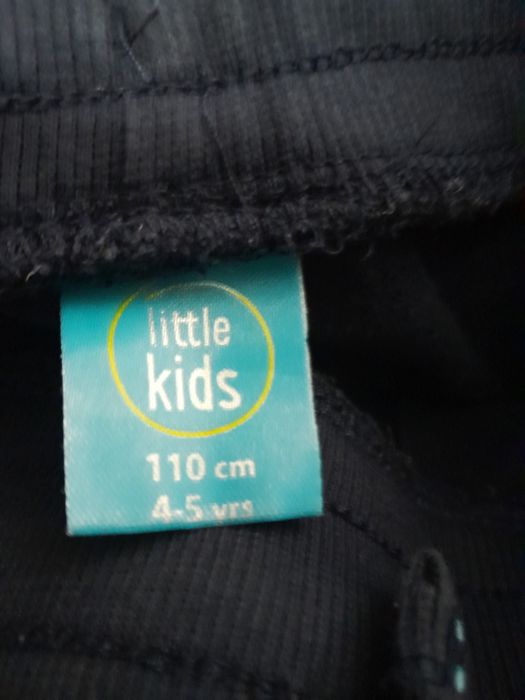 little
kids
110 cm
4-5 yrs